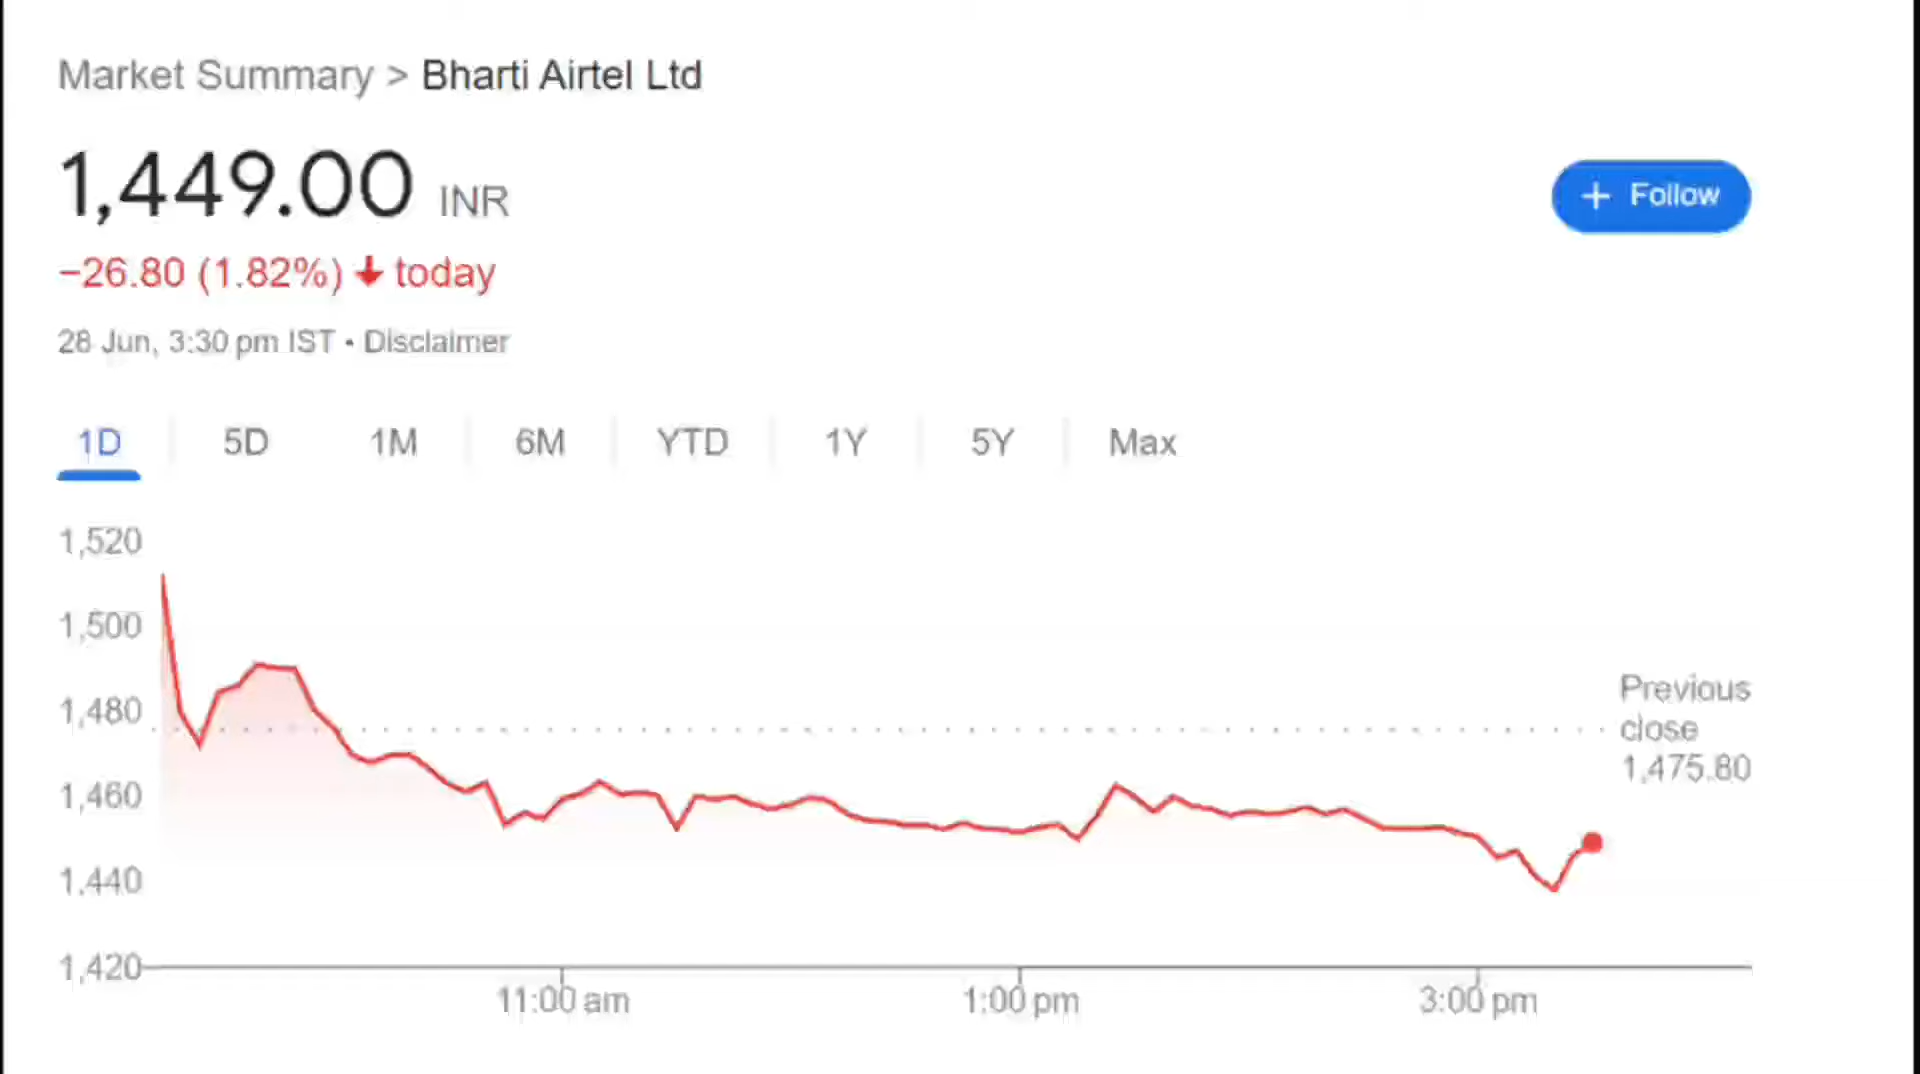 Market Summary > Bharti Airtel Ltd
1,449.00 INR
+ Follow
−26.80 (1.82%) ↓ today
28 Jun, 3:30 pm IST • Disclaimer
1D 5D 1M 6M YTD 1Y 5Y Max
1,520
1,500
1,480
1,460
1,440
1,420
Previous
close
1,475.80
11:00 am 1:00 pm 3:00 pm